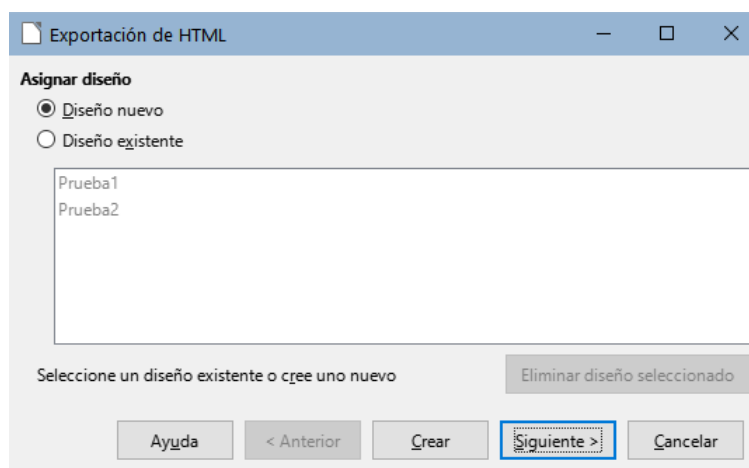 Exportación de HTML
Asignar diseño
Diseño nuevo
Diseño existente
Prueba1
Prueba2
Seleccione un diseño existente o cree uno nuevo
Eliminar diseño seleccionado
Ayuda
< Anterior
Crear
Siguiente >
Cancelar